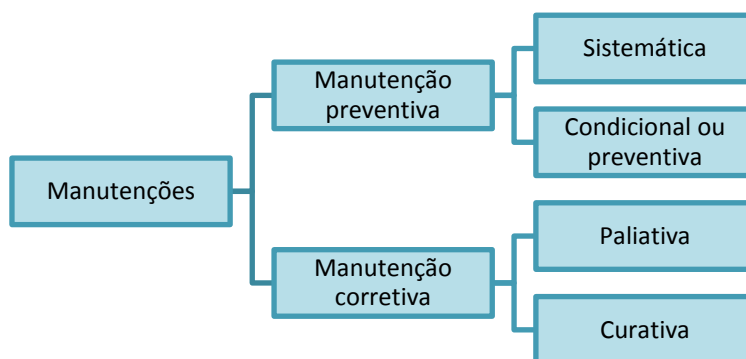 Manutenções
Manutenção
preventiva
Sistemática
Condicional ou
preventiva
Manutenção
corretiva
Paliativa
Curativa